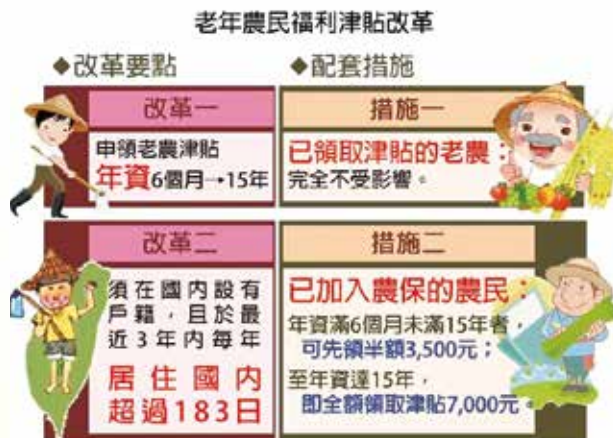 老年農民福利津貼改革
◆改革要點
◆配套措施
改革一
申領老農津貼
年資6個月→15年
措施一
已領取津貼的老農：
完全不受影響。
改革二
須在國內設有
戶籍，且於最
近3年內每年
居住國內
超過183日
措施二
已加入農保的農民：
年資滿6個月未滿15年者，
可先領半額3,500元；
至年資達15年，
即全額領取津貼7,000元。